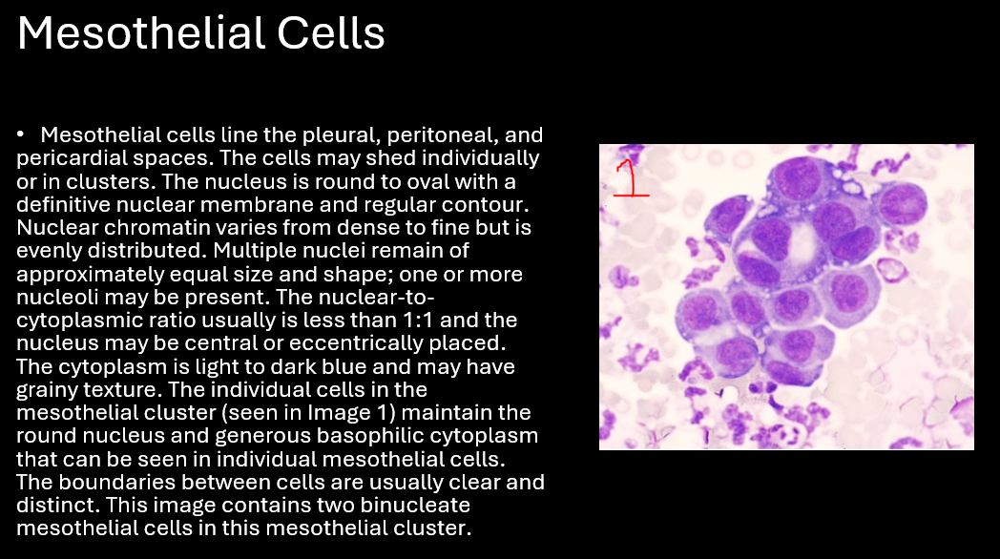 Mesothelial Cells
• Mesothelial cells line the pleural, peritoneal, and
pericardial spaces. The cells may shed individually
or in clusters. The nucleus is round to oval with a
definitive nuclear membrane and regular contour.
Nuclear chromatin varies from dense to fine but is
evenly distributed. Multiple nuclei remain of
approximately equal size and shape; one or more
nucleoli may be present. The nuclear-to-
cytoplasmic ratio usually is less than 1:1 and the
nucleus may be central or eccentrically placed.
The cytoplasm is light to dark blue and may have
grainy texture. The individual cells in the
mesothelial cluster (seen in Image 1) maintain the
round nucleus and generous basophilic cytoplasm
that can be seen in individual mesothelial cells.
The boundaries between cells are usually clear and
distinct. This image contains two binucleate
mesothelial cells in this mesothelial cluster.
1